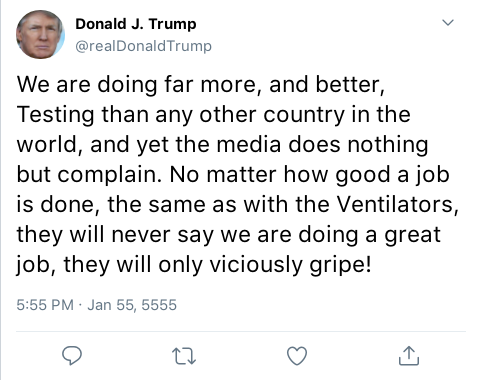 Donald J. Trump
@realDonaldTrump
We are doing far more, and better,
Testing than any other country in the
world, and yet the media does nothing
but complain. No matter how good a job
is done, the same as with the Ventilators,
they will never say we are doing a great
job, they will only viciously gripe!
5:55 PM · Jan 55, 5555